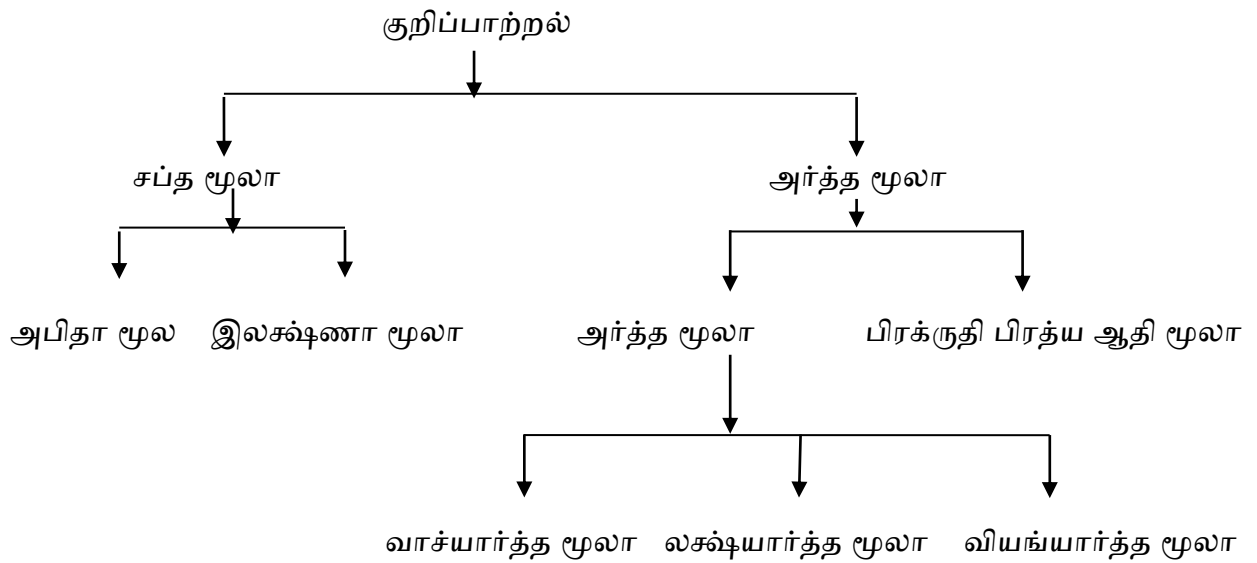 குறிப்பாற்றல்
சப்த மூலா அர்த்த மூலா
அபிதா மூல இலக்ஷ்ணா மூலா அர்த்த மூலா பிரக்ருதி பிரத்ய ஆதி மூலா
வாச்யார்த்த மூலா லக்ஷ்யார்த்த மூலா வியங்யார்த்த மூலா